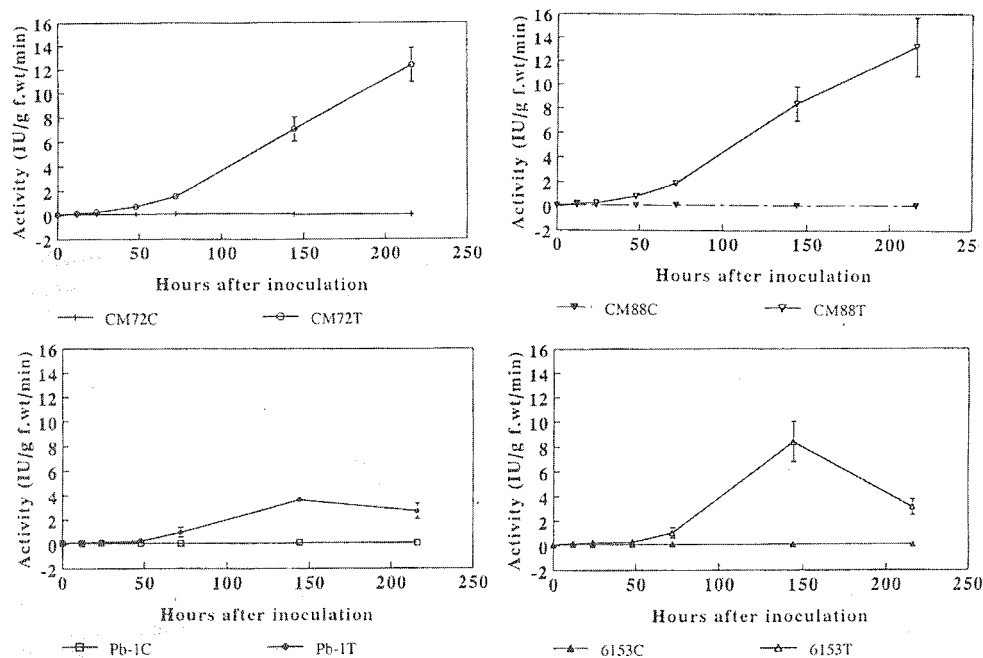 Activity (IU/g f.wt/min)
16
14
12
10
8
6
4
2
0
-2
0 50 100 150 200 250
Hours after inoculation
CM72C CM72T
Activity (IU/g f.wt/min)
16
14
12
10
8
6
4
2
0
-2
0 50 100 150 200 25
Hours after inoculation
CM88C CM88T
Activity (IU/g f.wt/min)
16
14
12
10
8
6
4
2
0
-2
0 50 100 150 200 250
Hours after inoculation
Pb-1C Pb-1T
Activity (IU/g f.wt/min)
16
14
12
10
8
6
4
2
0
-2
0 50 100 150 200 250
Hours after inoculation
6153C 6153T